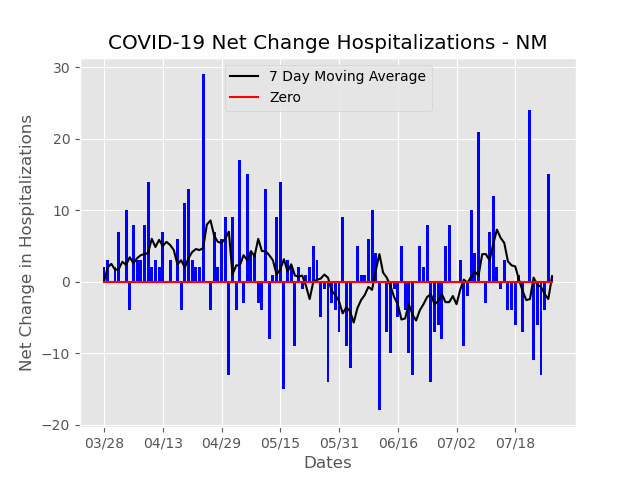 COVID-19 Net Change Hospitalizations - NM
7 Day Moving Average
Zero
Net Change in Hospitalizations
30
20
10
0
−10
−20
03/28 04/13 04/29 05/15 05/31 06/16 07/02 07/18
Dates